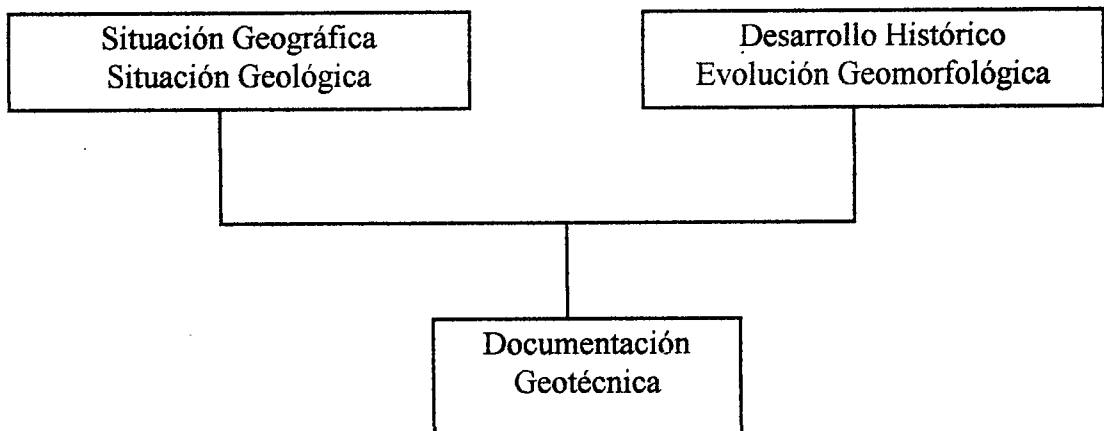 Situación Geográfica
Situación Geológica
Desarrollo Histórico
Evolución Geomorfológica
Documentación
Geotécnica